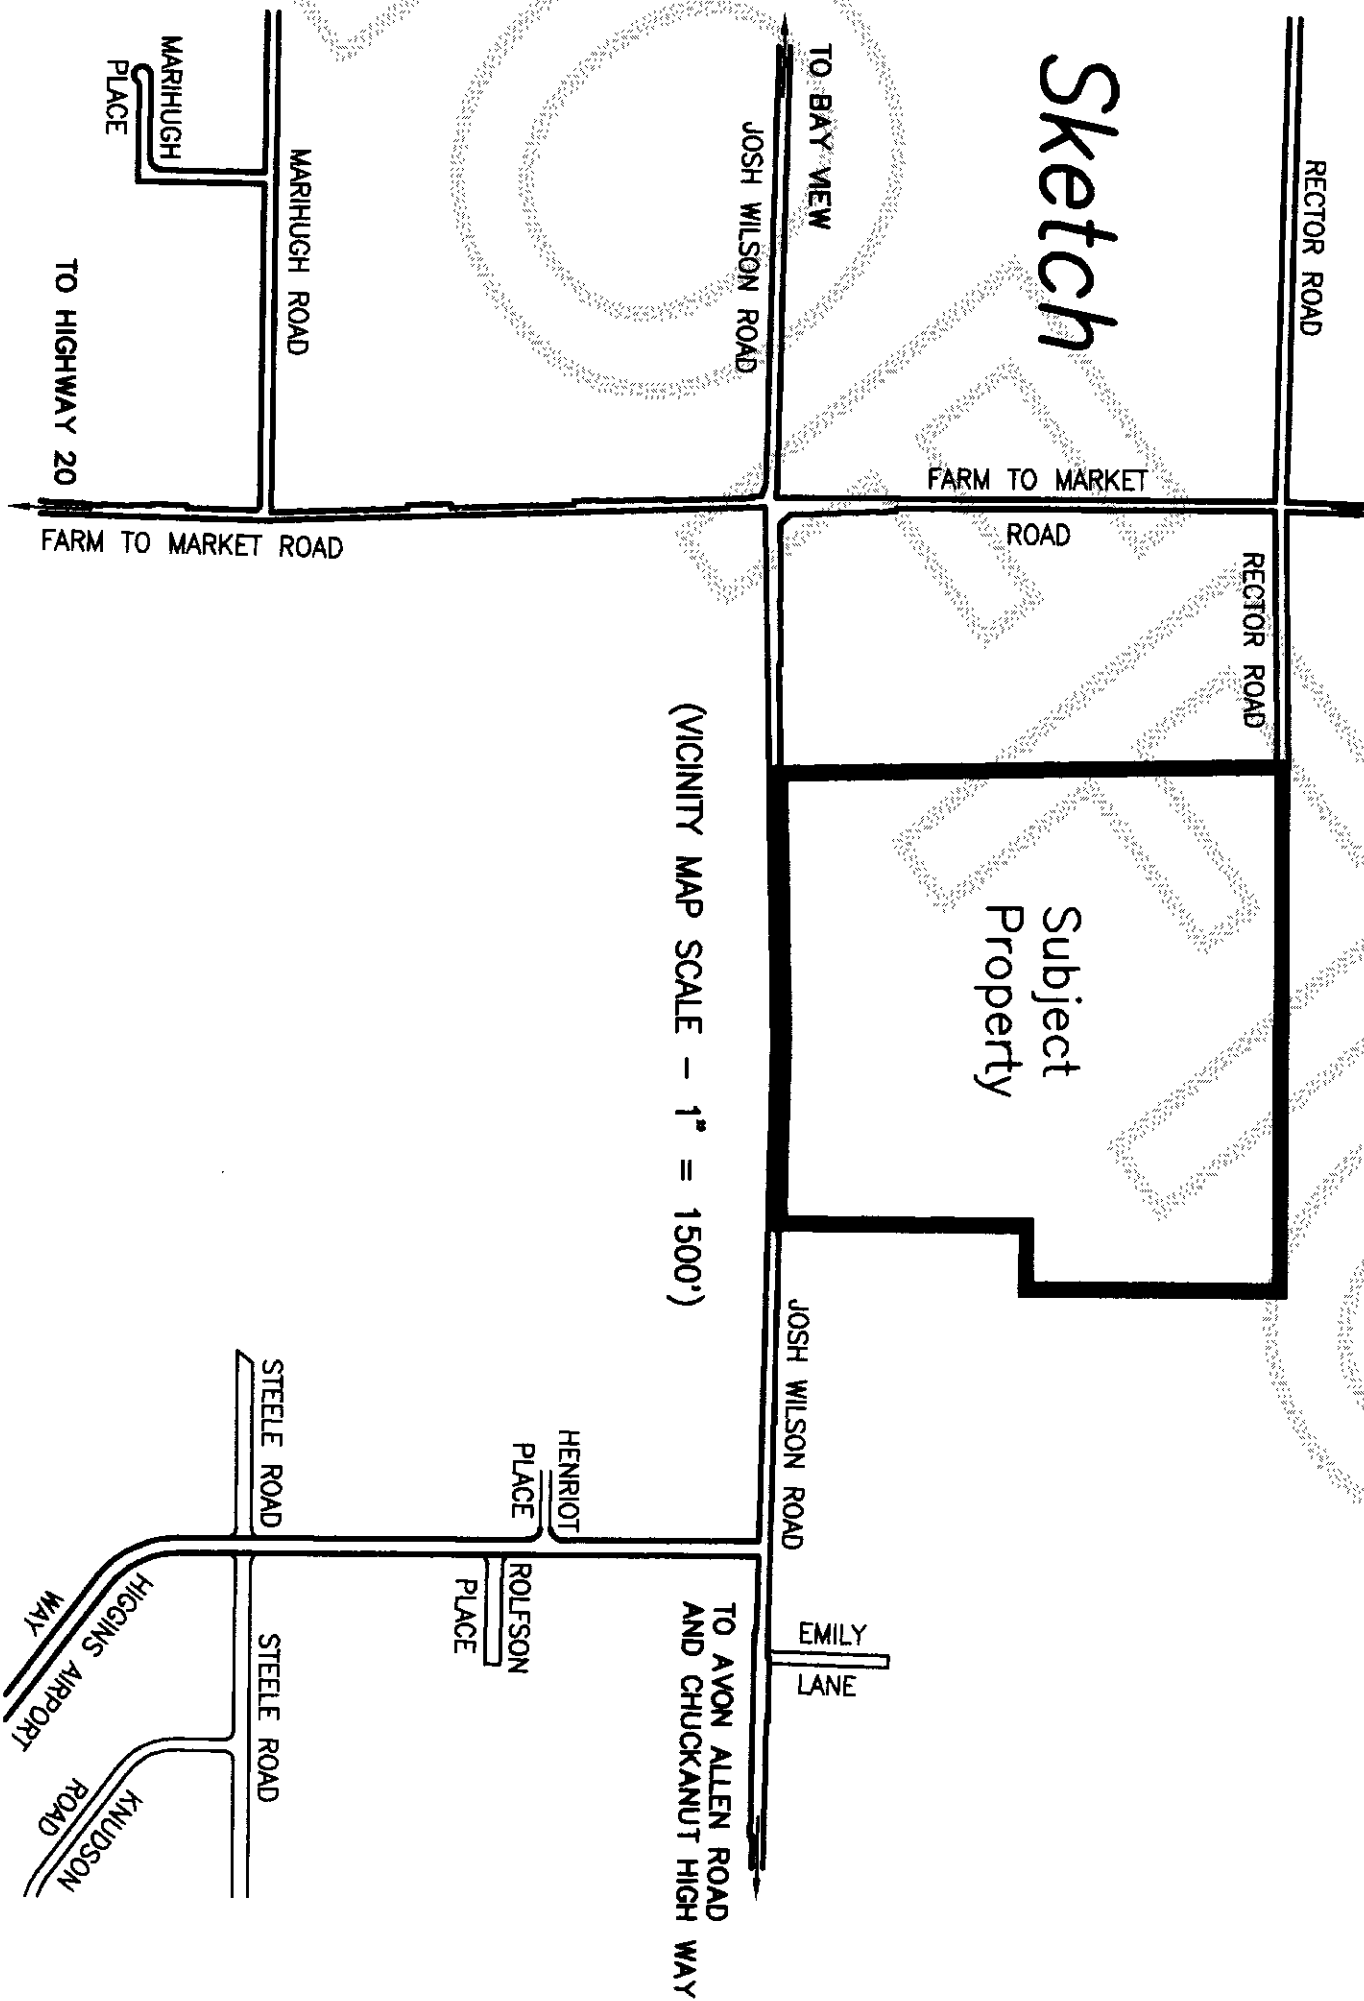 Sketch
RECTOR ROAD
TO BAY VIEW
JOSH WILSON ROAD
MARIHUGH ROAD
MARIHUGH
PLACE
TO HIGHWAY 20
FARM TO MARKET
ROAD
FARM TO MARKET ROAD
RECTOR ROAD
Subject
Property
(VICINITY MAP SCALE - 1" = 1500')
JOSH WILSON ROAD
EMILY
LANE
HENRIOT
PLACE
ROLFSON
PLACE
STEELE ROAD
STEELE ROAD
HIGGINS AIRPORT
WAY
KNUDSON
ROAD
TO AVON ALLEN ROAD
AND CHUCKANUT HIGH WAY